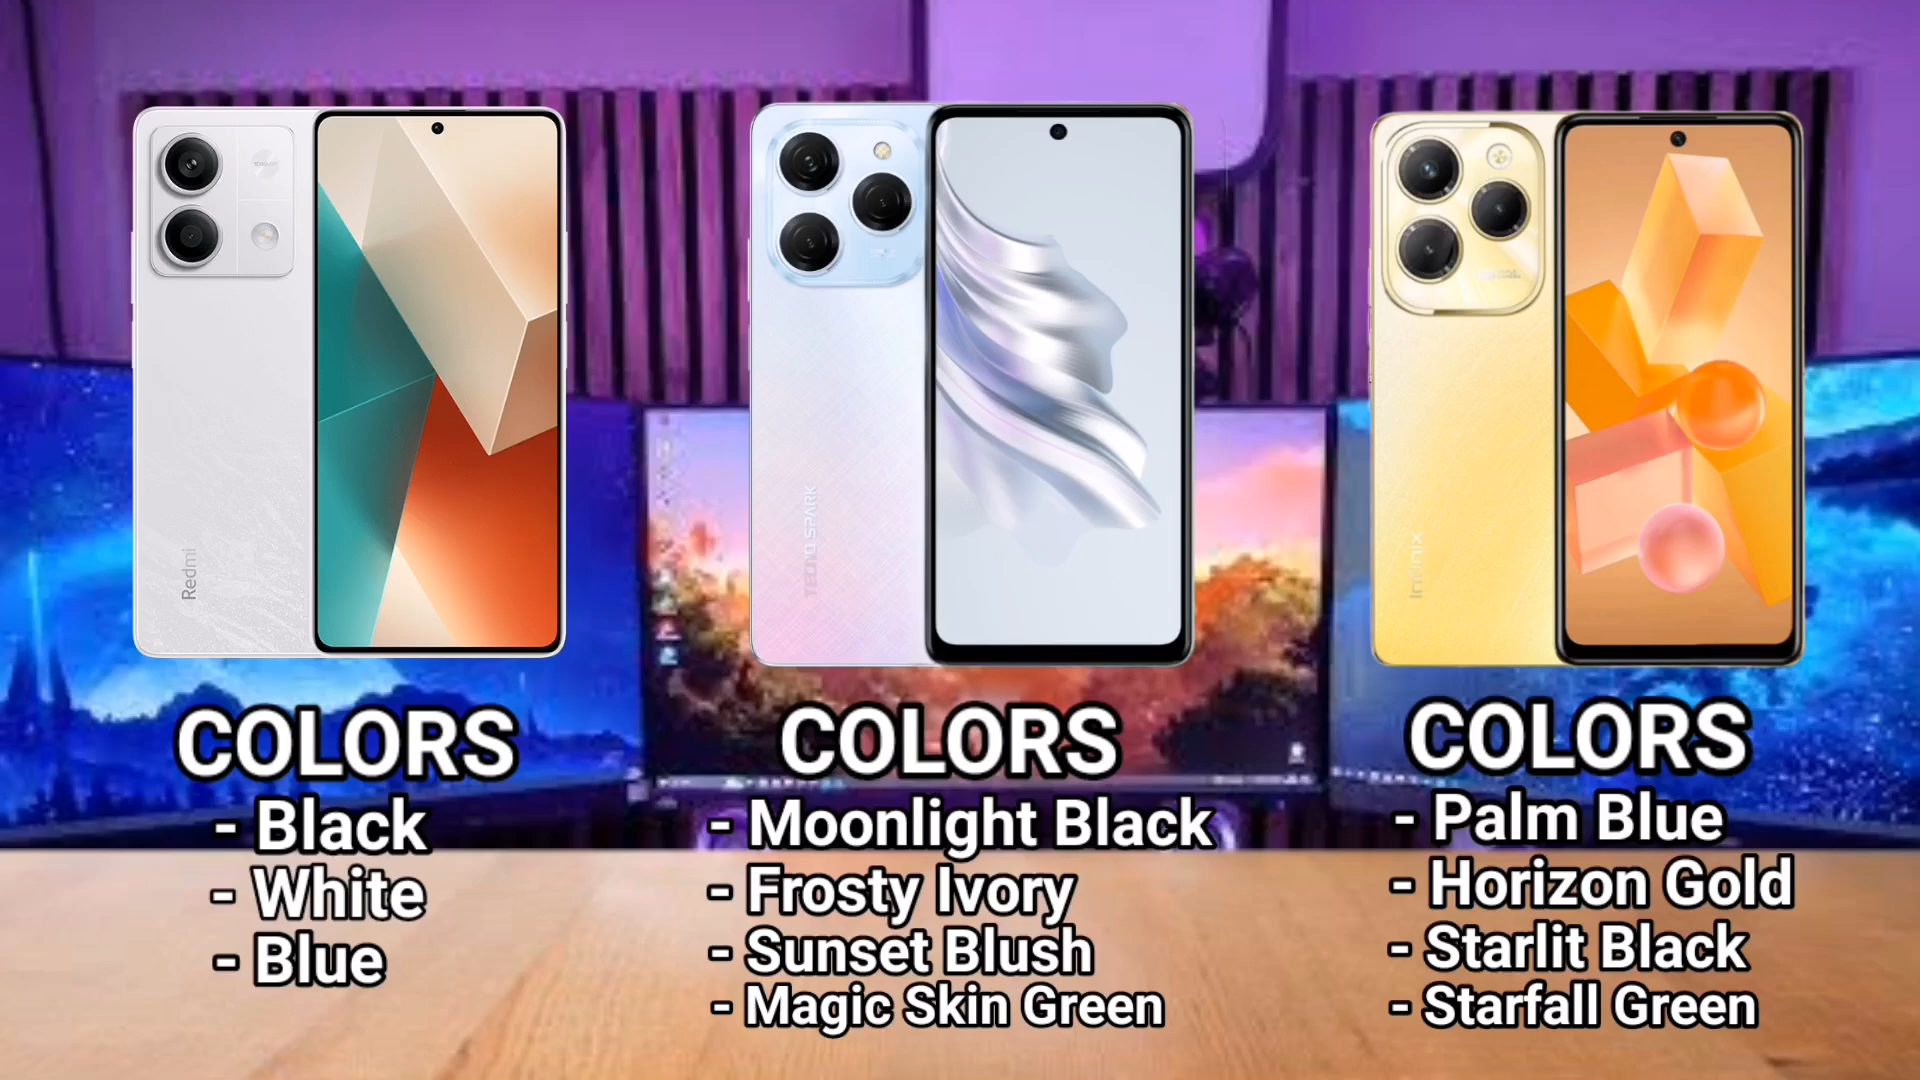 Redmi
TECNO SPARK
Infinix
COLORS
- Black
- White
- Blue
COLORS
- Moonlight Black
- Frosty Ivory
- Sunset Blush
- Magic Skin Green
COLORS
- Palm Blue
- Horizon Gold
- Starlit Black
- Starfall Green